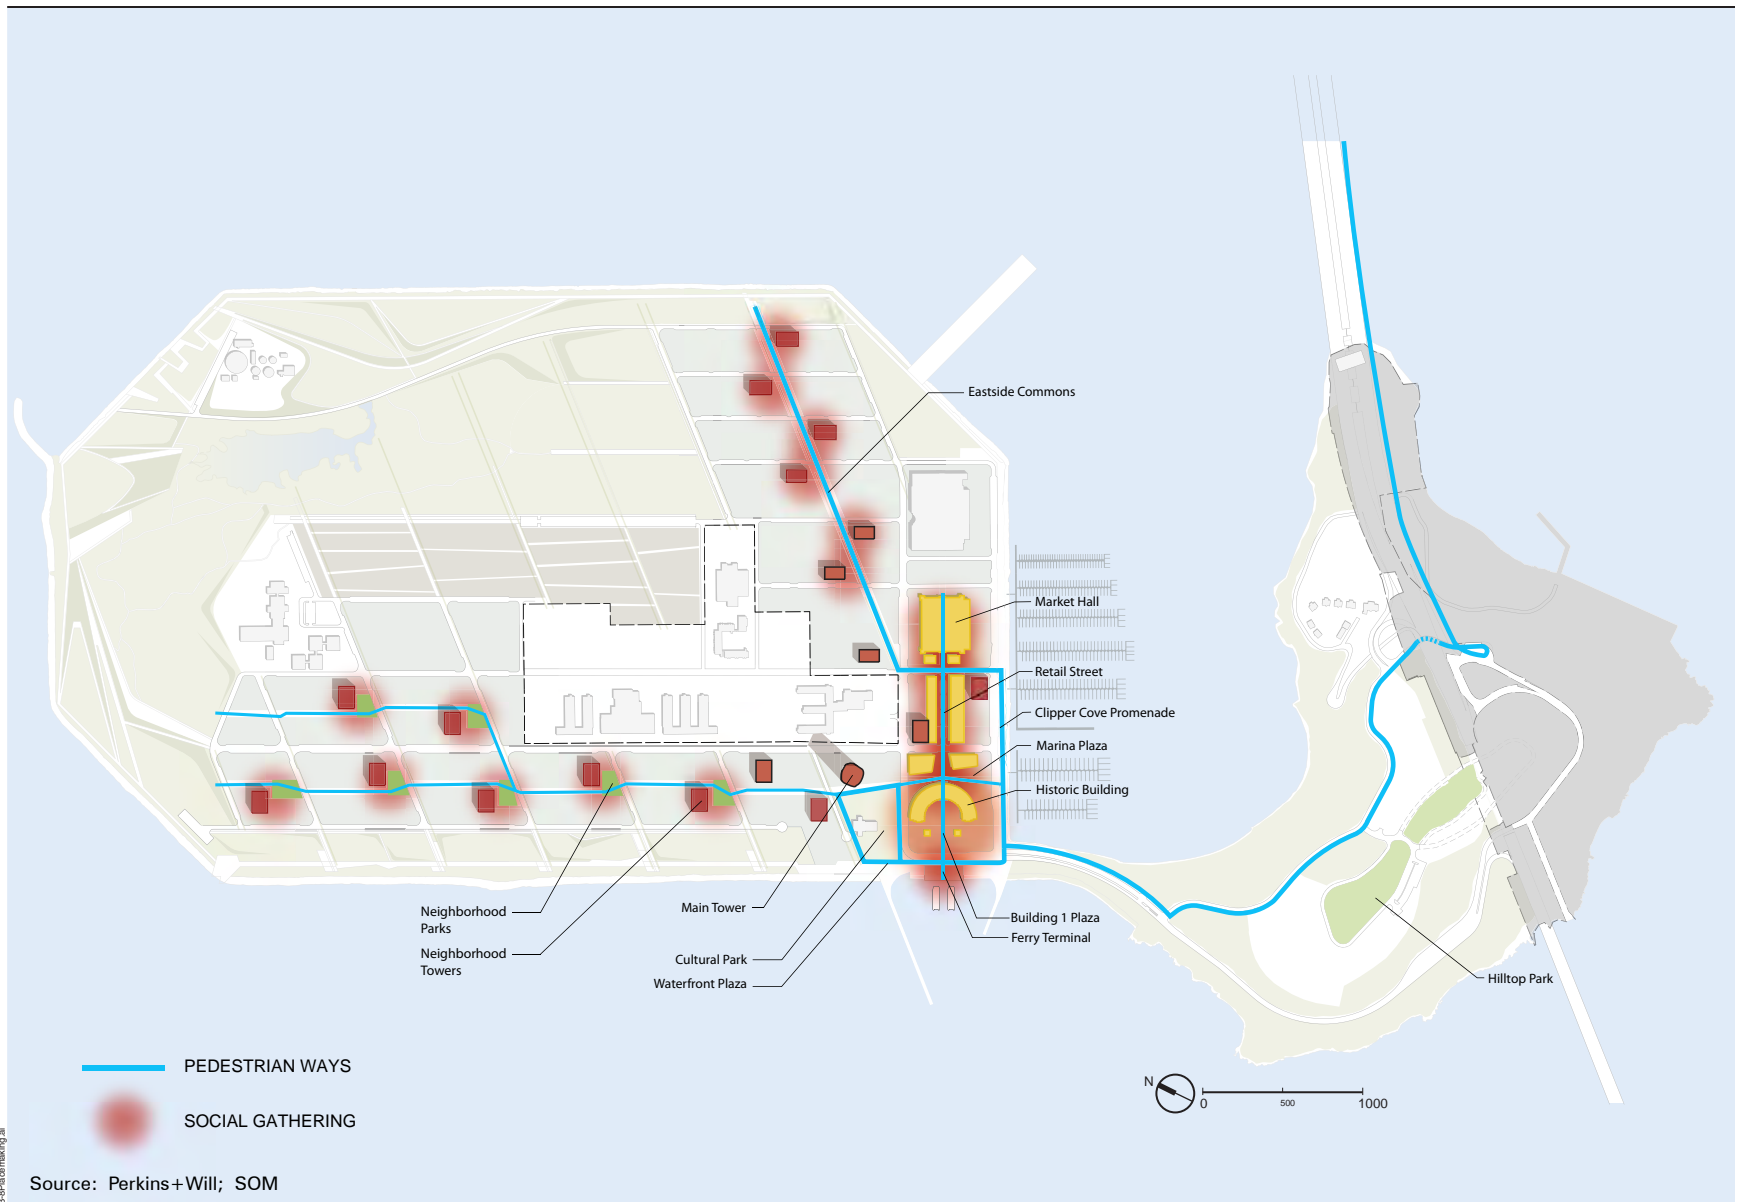 Eastside Commons
Market Hall
Retail Street
Clipper Cove Promenade
Marina Plaza
Historic Building
Neighborhood
Parks
Main Tower
Building 1 Plaza
Ferry Terminal
Neighborhood
Towers
Cultural Park
Waterfront Plaza
Hilltop Park
PEDESTRIAN WAYS
SOCIAL GATHERING
N
0 500 1000
Source: Perkins+Will; SOM